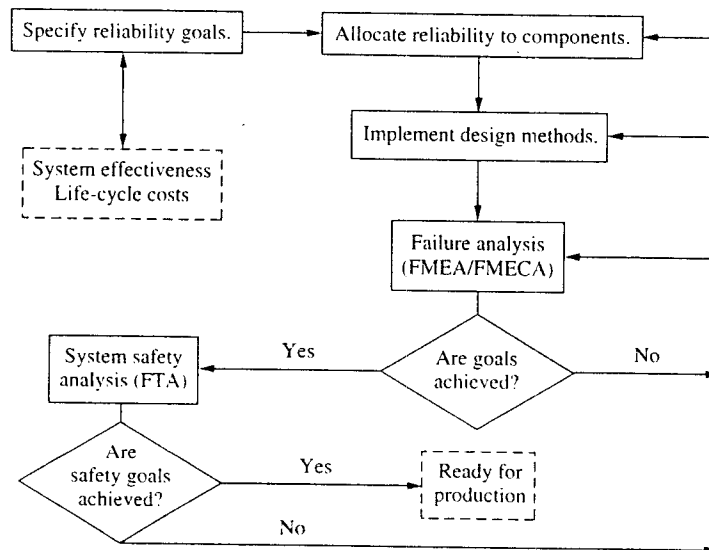 Specify reliability goals.
Allocate reliability to components.
Implement design methods.
System effectiveness
Life-cycle costs
Failure analysis
(FMEA/FMECA)
System safety
analysis (FTA)
Yes
Are goals
achieved?
No
Are
safety goals
achieved?
Yes
Ready for
production
No